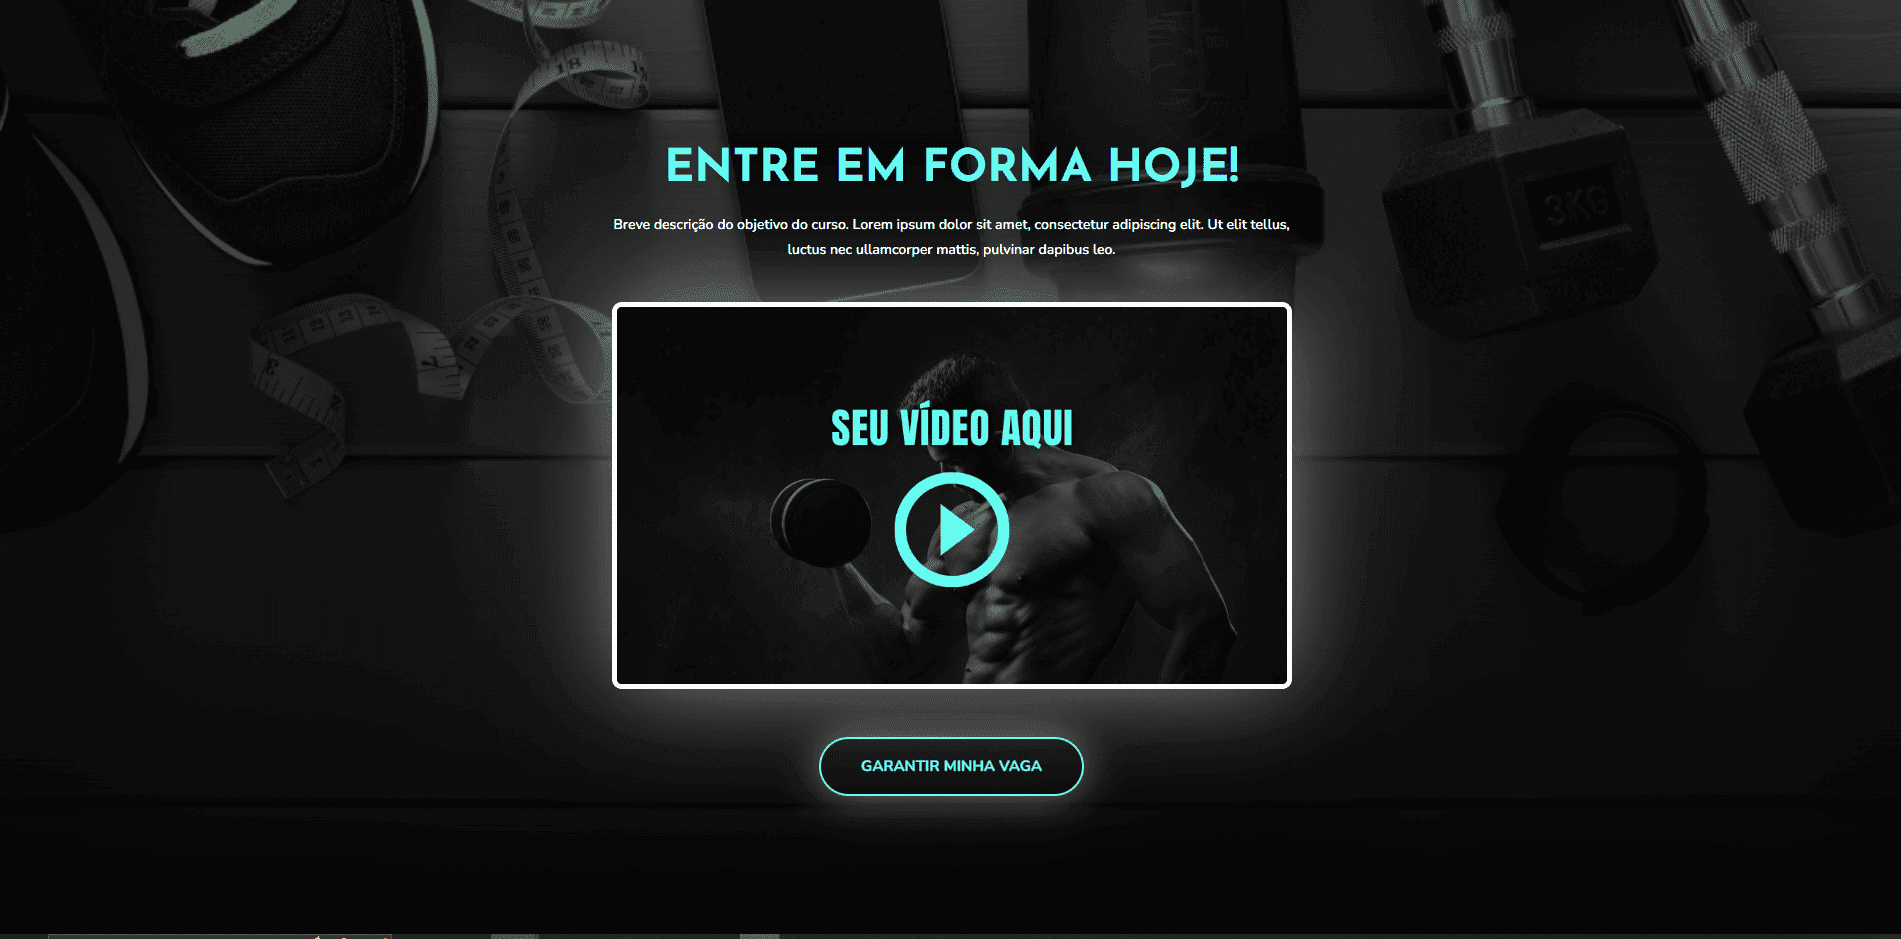 ENTRE EM FORMA HOJE!
Breve descrição do objetivo do curso. Lorem ipsum dolor sit amet, consectetur adipiscing elit. Ut elit tellus,
luctus nec ullamcorper mattis, pulvinar dapibus leo.
3KG
SEU VÍDEO AQUI
GARANTIR MINHA VAGA